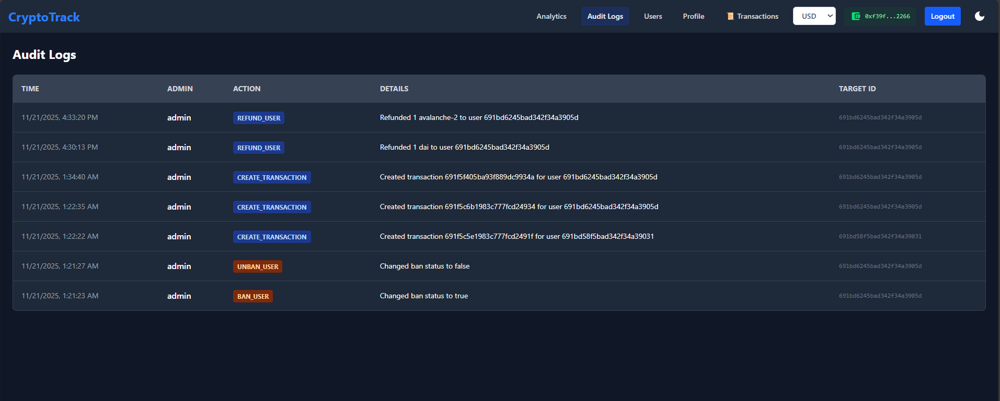 CryptoTrack
Analytics
Audit Logs
Users
Profile
Transactions
USD
0xf39f...2266
Logout
Audit Logs
TIME ADMIN ACTION DETAILS TARGET ID
11/21/2025, 4:33:20 PM admin REFUND_USER Refunded 1 avalanche-2 to user 691bd6245bad342f34a3905d 691bd6245bad342f34a3905d
11/21/2025, 4:30:13 PM admin REFUND_USER Refunded 1 dai to user 691bd6245bad342f34a3905d 691bd6245bad342f34a3905d
11/21/2025, 1:34:40 AM admin CREATE_TRANSACTION Created transaction 691f5f405ba93f889dc9934a for user 691bd6245bad342f34a3905d 691bd6245bad342f34a3905d
11/21/2025, 1:22:35 AM admin CREATE_TRANSACTION Created transaction 691f5c6b1983c777fcd24934 for user 691bd6245bad342f34a3905d 691bd6245bad342f34a3905d
11/21/2025, 1:22:22 AM admin CREATE_TRANSACTION Created transaction 691f5c5e1983c777fcd2491f for user 691bd58f5bad342f34a39031 691bd58f5bad342f34a39031
11/21/2025, 1:21:27 AM admin UNBAN_USER Changed ban status to false 691bd6245bad342f34a3905d
11/21/2025, 1:21:23 AM admin BAN_USER Changed ban status to true 691bd6245bad342f34a3905d